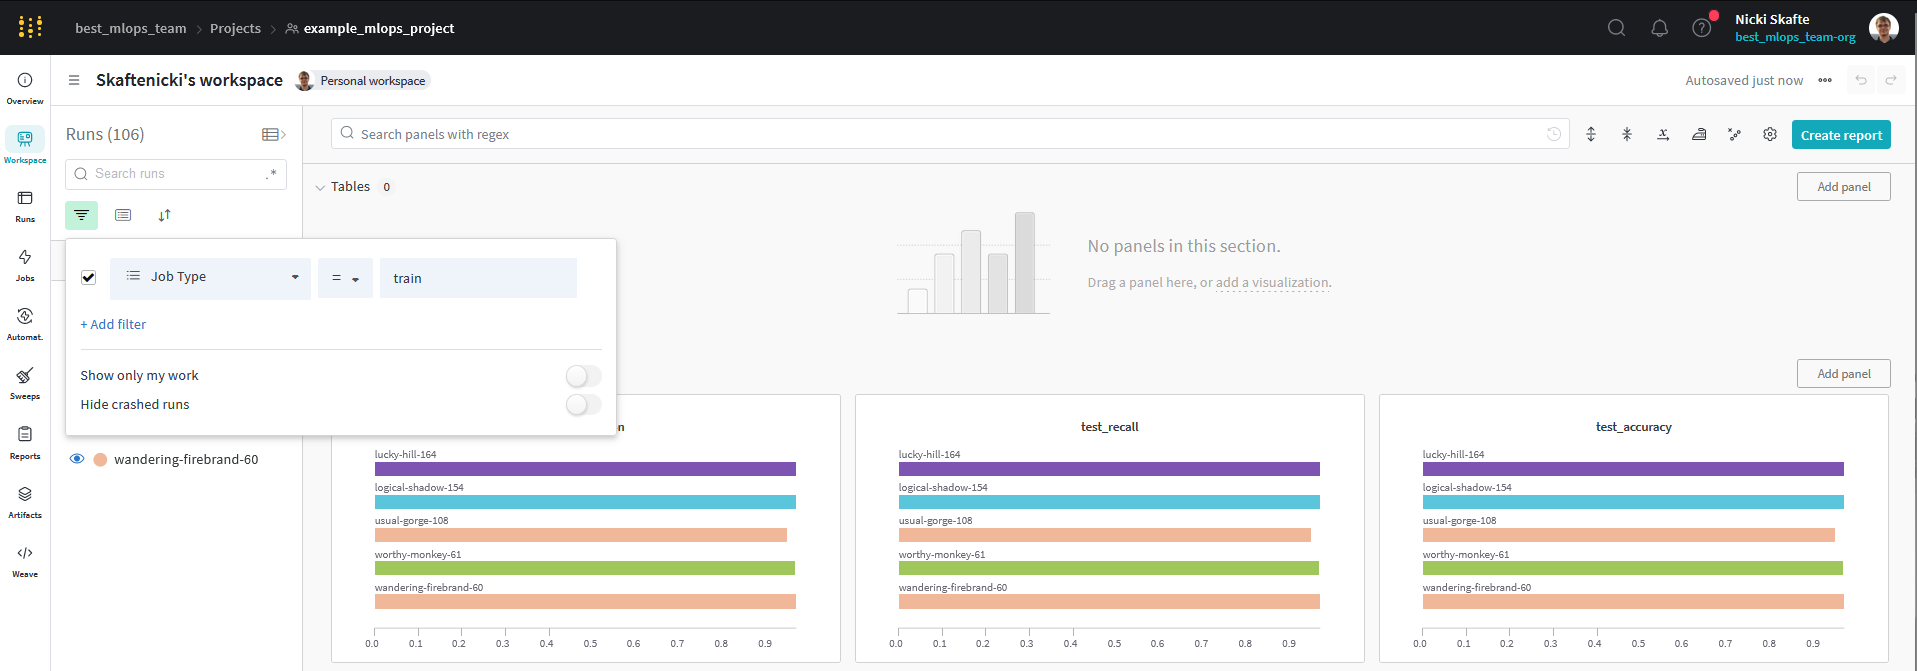 best_mlops_team > Projects > example_mlops_project
Nicki Skafte
best_mlops_team-org
Skaftenicki's workspace
Personal workspace
Autosaved just now
Overview
Workspace
Runs
Jobs
Automat.
Sweeps
Reports
Artifacts
Weave
Runs (106)
Search runs
.*
Search panels with regex
Create report
Tables 0
Add panel
Job Type
=
train
+ Add filter
Show only my work
Hide crashed runs
wandering-firebrand-60
No panels in this section.
Drag a panel here, or add a visualization.
Add panel
n
lucky-hill-164
logical-shadow-154
usual-gorge-108
worthy-monkey-61
wandering-firebrand-60
0.0 0.1 0.2 0.3 0.4 0.5 0.6 0.7 0.8 0.9
test_recall
lucky-hill-164
logical-shadow-154
usual-gorge-108
worthy-monkey-61
wandering-firebrand-60
0.0 0.1 0.2 0.3 0.4 0.5 0.6 0.7 0.8 0.9
test_accuracy
lucky-hill-164
logical-shadow-154
usual-gorge-108
worthy-monkey-61
wandering-firebrand-60
0.0 0.1 0.2 0.3 0.4 0.5 0.6 0.7 0.8 0.9